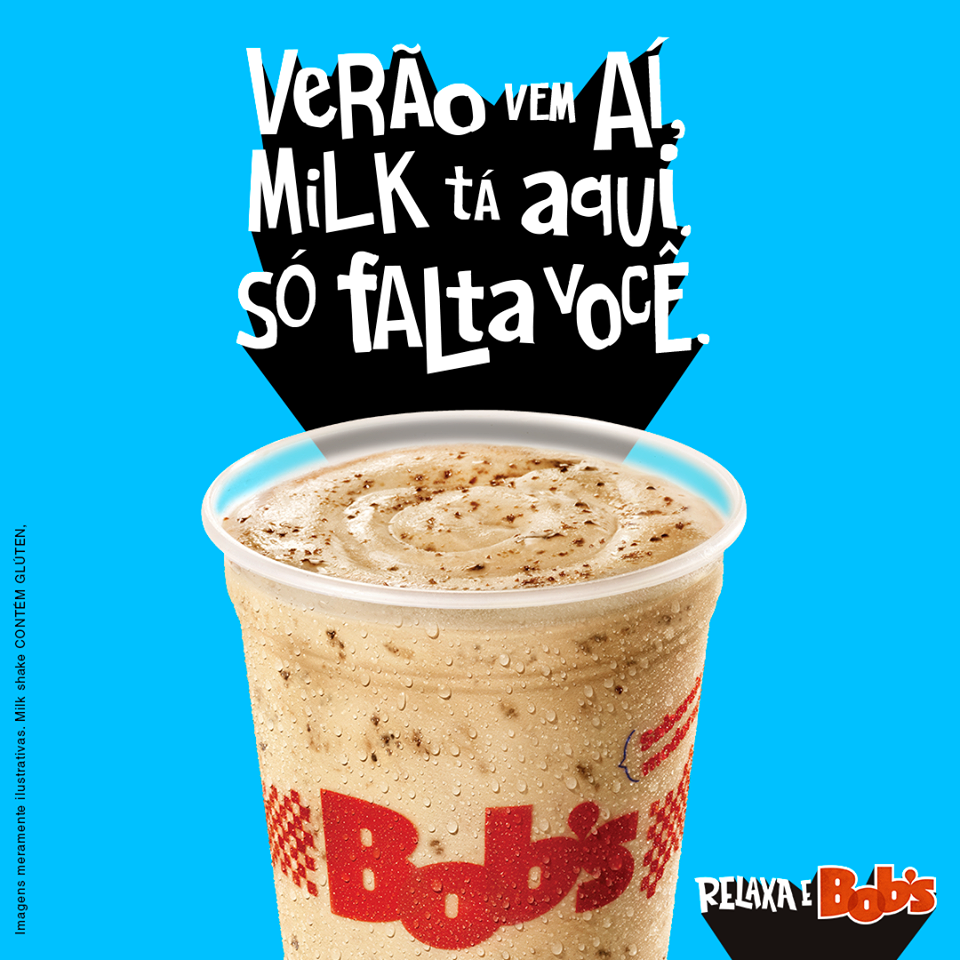 VERÃO VEM AÍ,
MiLK tÁ aqui.
SÓ fALta VOCÊ.
Bob's
RELAXA E Bob's
Imagens meramente ilustrativas. Milk shake CONTÉM GLÚTEN.